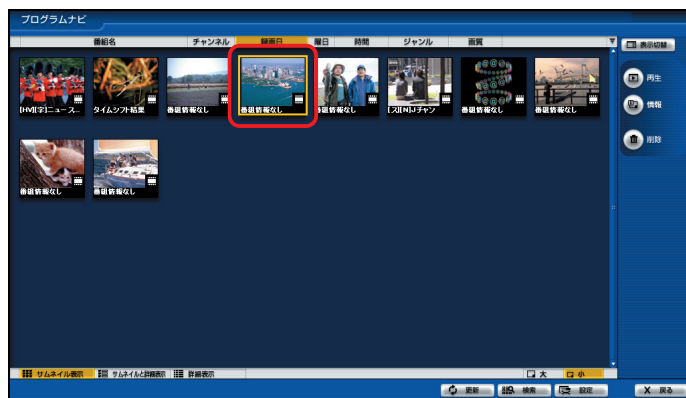 プログラムナビ
番組名 チャンネル 録画日 曜日 時間 ジャンル 画質
表示切替
[HV][字]ニュース...
タイムシフト結果
番組情報なし
番組情報なし
番組情報なし
[ス][N]Jチャン
番組情報なし
番組情報なし
再生
情報
削除
番組情報なし
番組情報なし
サムネイル表示 サムネイルと詳細表示 詳細表示 大 小
更新 検索 設定 X 戻る